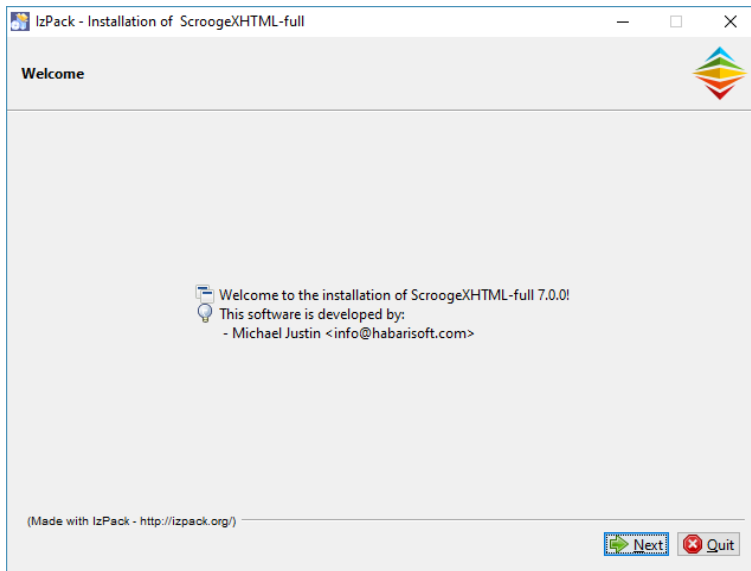 IzPack - Installation of ScroogeXHTML-full
Welcome
Welcome to the installation of ScroogeXHTML-full 7.0.0!
This software is developed by:
- Michael Justin <info@habarisoft.com>
(Made with IzPack - http://izpack.org/)
Next
Quit